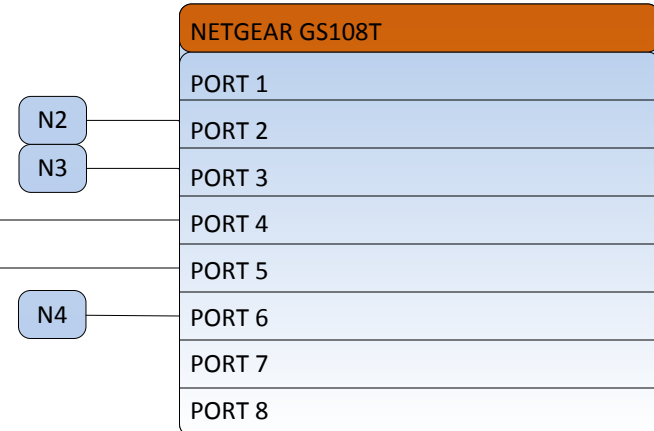 NETGEAR GS108T
PORT 1
N2
PORT 2
N3
PORT 3
PORT 4
PORT 5
N4
PORT 6
PORT 7
PORT 8